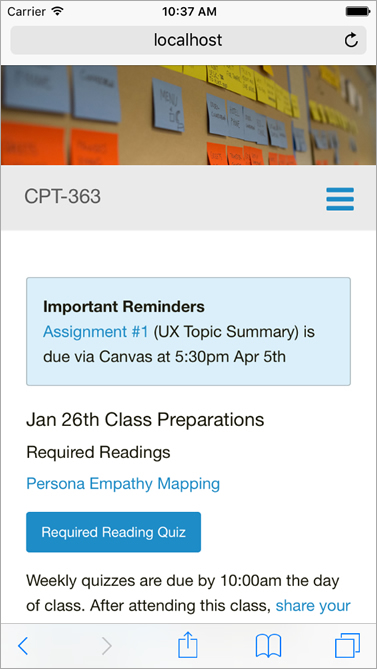 Carrier 10:37 AM
localhost
MENU
CPT-363
Important Reminders
Assignment #1 (UX Topic Summary) is
due via Canvas at 5:30pm Apr 5th
Jan 26th Class Preparations
Required Readings
Persona Empathy Mapping
Required Reading Quiz
Weekly quizzes are due by 10:00am the day
of class. After attending this class, share your